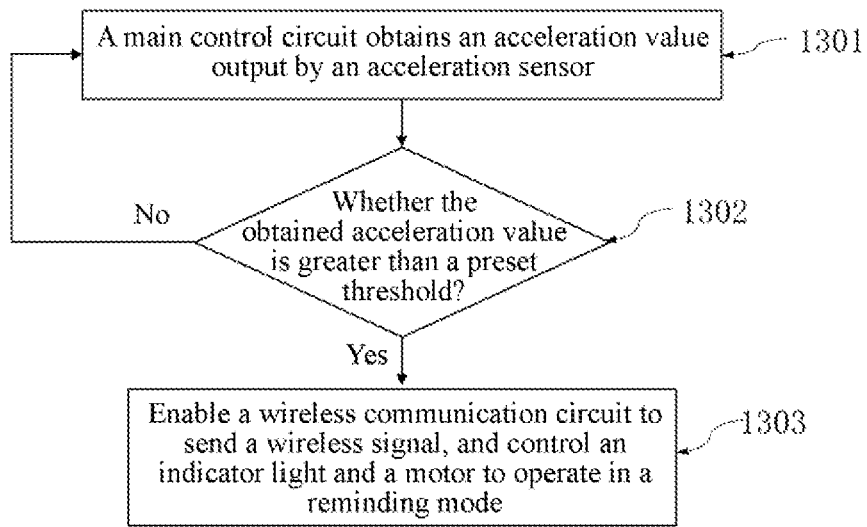 A main control circuit obtains an acceleration value
output by an acceleration sensor
1301
Whether the
obtained acceleration value
is greater than a preset
threshold?
1302
No
Yes
Enable a wireless communication circuit to
send a wireless signal, and control an
indicator light and a motor to operate in a
reminding mode
1303